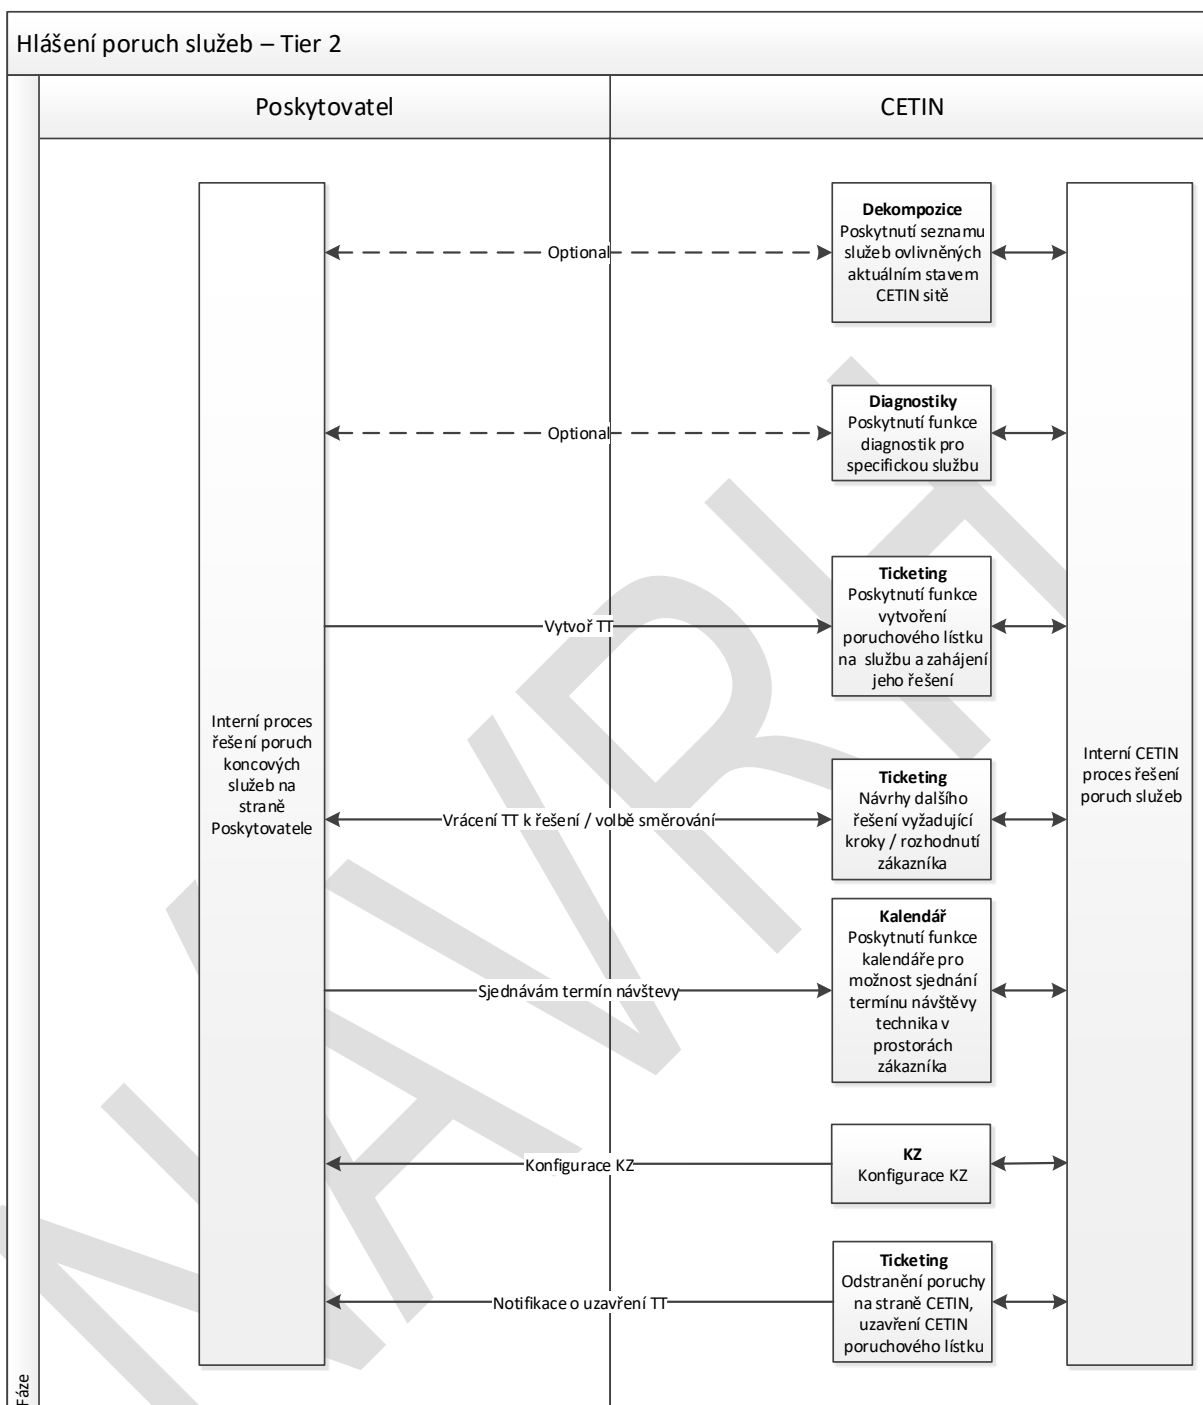 Hlášení poruch služeb – Tier 2
Poskytovatel
CETIN
Dekompozice
Poskytnutí seznamu
služeb ovlivněných
aktuálním stavem
CETIN sítě
Optional
Diagnostiky
Poskytnutí funkce
diagnostik pro
specifickou službu
Optional
Ticketing
Poskytnutí funkce
vytvoření
poruchového lístku
na službu a zahájení
jeho řešení
Vytvoř TT
Interní proces
řešení poruch
koncových
služeb na
straně
Poskytovatele
Interní CETIN
proces řešení
poruch služeb
Ticketing
Návrhy dalšího
řešení vyžadující
kroky / rozhodnutí
zákazníka
Vrácení TT k řešení / volbě směrování
Kalendář
Poskytnutí funkce
kalendáře pro
možnost sjednání
termínu návštěvy
technika v
prostorách
zákazníka
Sjednávám termín návštevy
KZ
Konfigurace KZ
Konfigurace KZ
Ticketing
Odstranění poruchy
na straně CETIN,
uzavření CETIN
poruchového lístku
Notifikace o uzavření TT
Fáze
NÁVRH